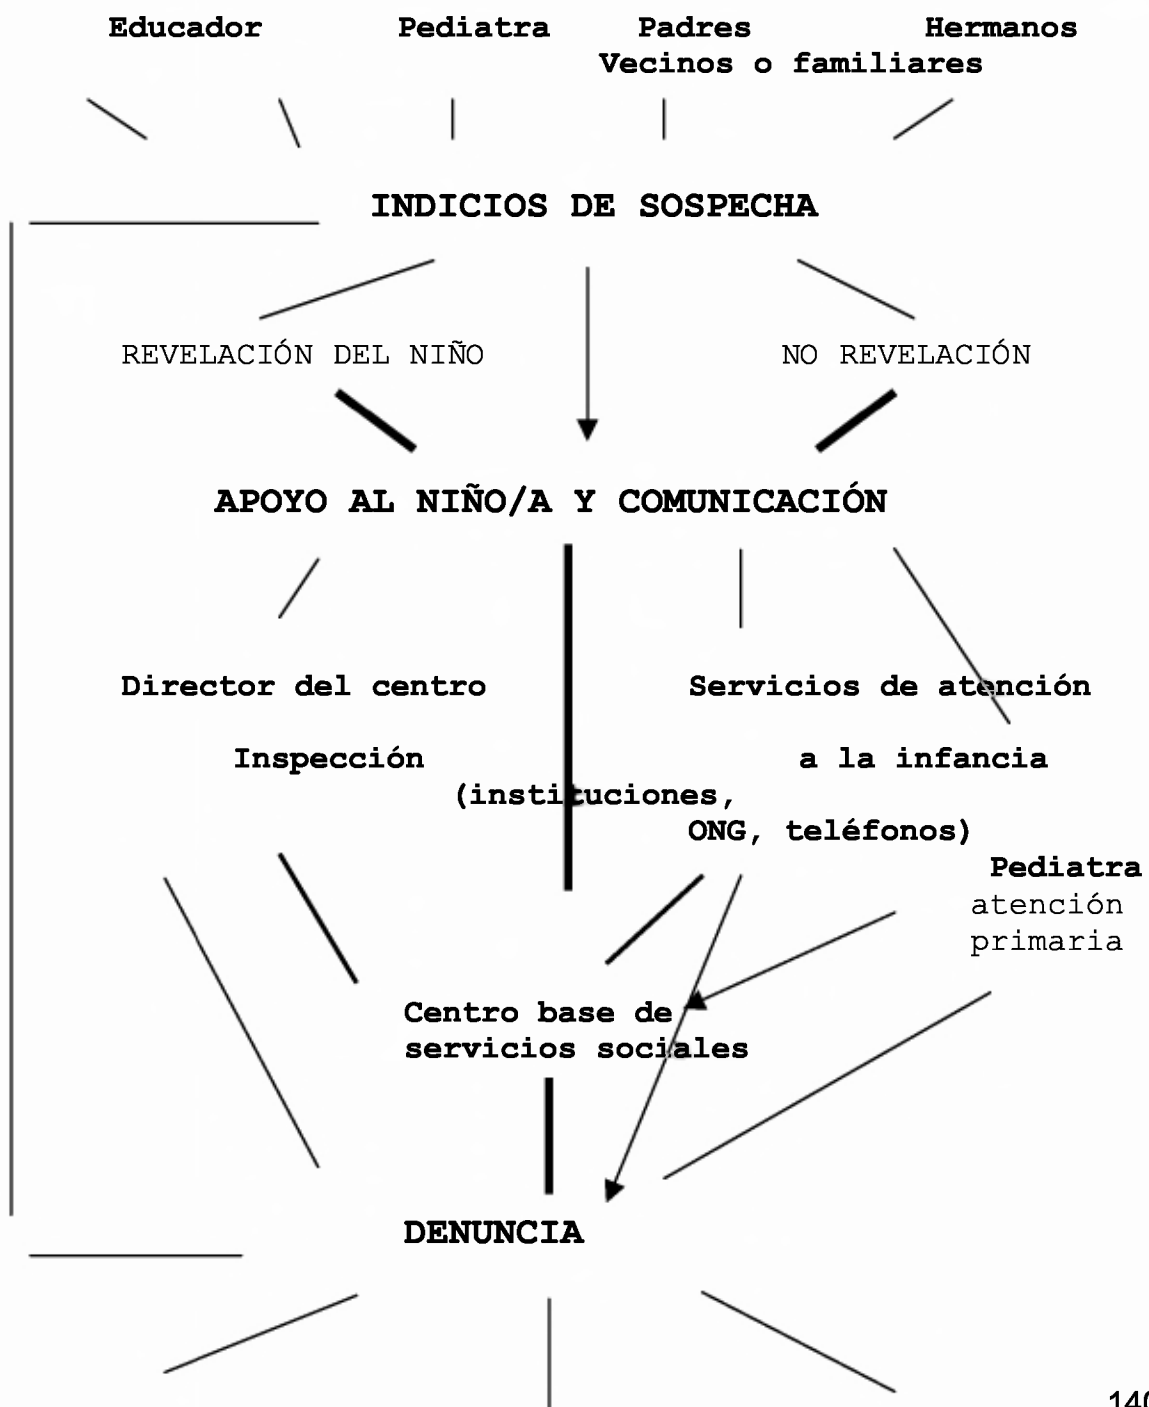 Educador Pediatra Padres Hermanos
Vecinos o familiares
INDICIOS DE SOSPECHA
REVELACIÓN DEL NIÑO NO REVELACIÓN
APOYO AL NIÑO/A Y COMUNICACIÓN
Director del centro Servicios de atención
Inspección a la infancia
(instituciones,
ONG, teléfonos)
Pediatra
atención
primaria
Centro base de
servicios sociales
DENUNCIA
140